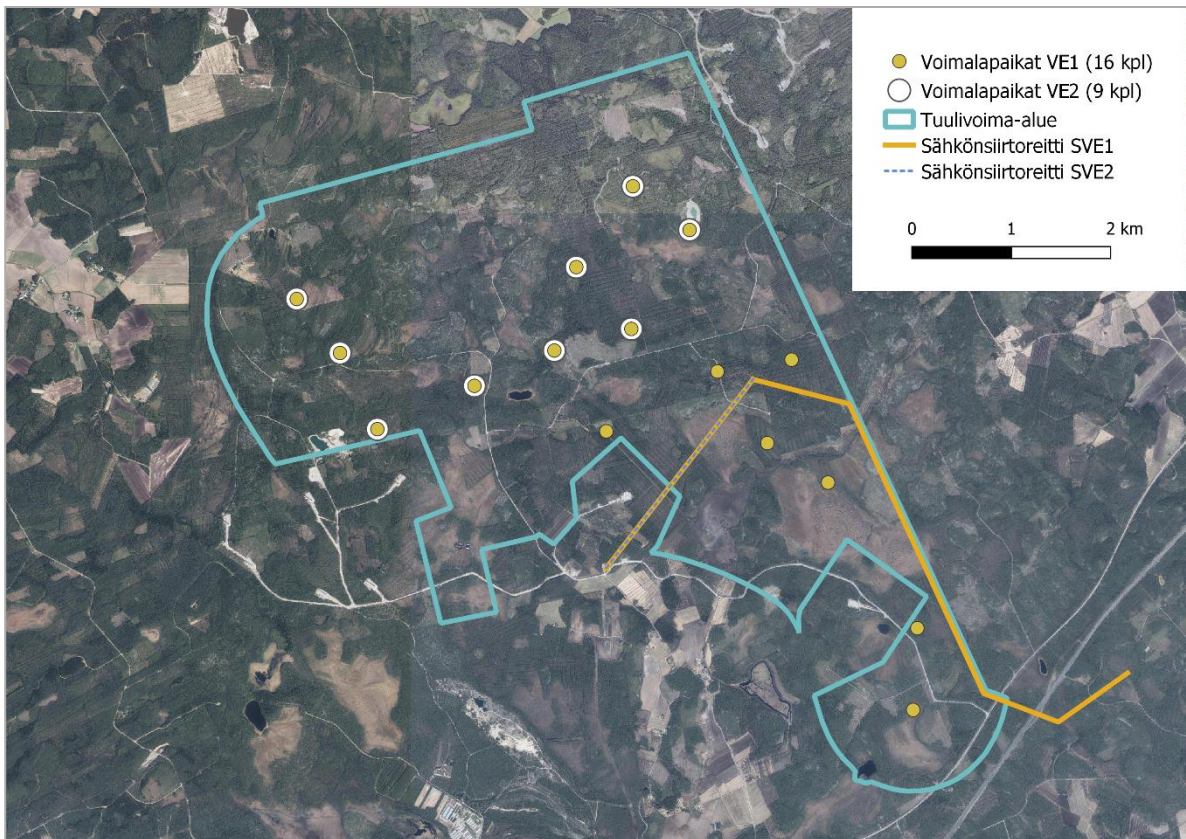 Voimalapaikat VE1 (16 kpl)
Voimalapaikat VE2 (9 kpl)
Tuulivoima-alue
Sähkönsiirtoreitti SVE1
Sähkönsiirtoreitti SVE2
0 1 2 km